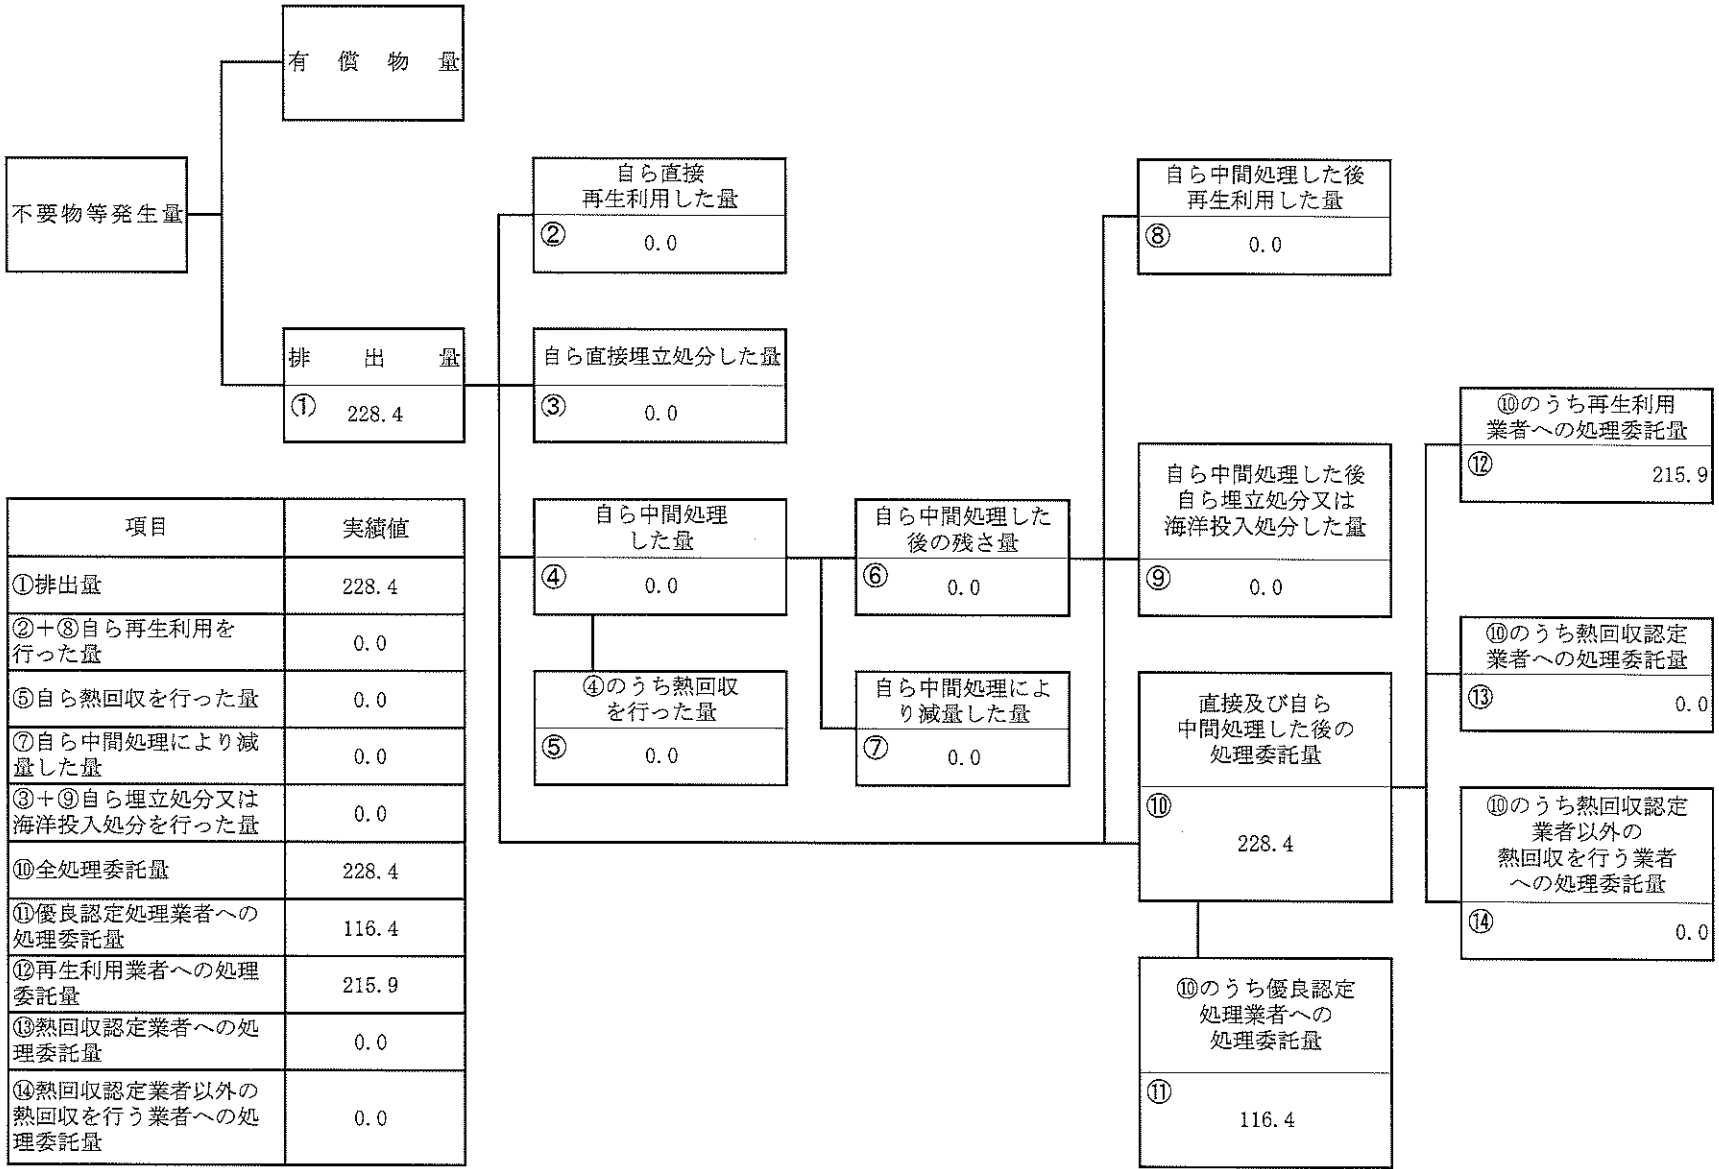 有償物量
不要物等発生量
排出量
① 228.4
自ら直接
再生利用した量
② 0.0
自ら直接埋立処分した量
③ 0.0
自ら中間処理
した量
④ 0.0
④のうち熱回収
を行った量
⑤ 0.0
自ら中間処理した
後の残さ量
⑥ 0.0
自ら中間処理によ
り減量した量
⑦ 0.0
自ら中間処理した後
再生利用した量
⑧ 0.0
自ら中間処理した後
自ら埋立処分又は
海洋投入処分した量
⑨ 0.0
直接及び自ら
中間処理した後の
処理委託量
⑩
228.4
⑩のうち優良認定
処理業者への
処理委託量
⑪
116.4
⑩のうち再生利用
業者への処理委託量
⑫ 215.9
⑩のうち熱回収認定
業者への処理委託量
⑬ 0.0
⑩のうち熱回収認定
業者以外の
熱回収を行う業者
への処理委託量
⑭ 0.0
項目 実績値
①排出量 228.4
②+⑧自ら再生利用を
行った量 0.0
⑤自ら熱回収を行った量 0.0
⑦自ら中間処理により減
量した量 0.0
③+⑨自ら埋立処分又は
海洋投入処分を行った量 0.0
⑩全処理委託量 228.4
⑪優良認定処理業者への
処理委託量 116.4
⑫再生利用業者への処理
委託量 215.9
⑬熱回収認定業者への処
理委託量 0.0
⑭熱回収認定業者以外の
熱回収を行う業者への処
理委託量 0.0